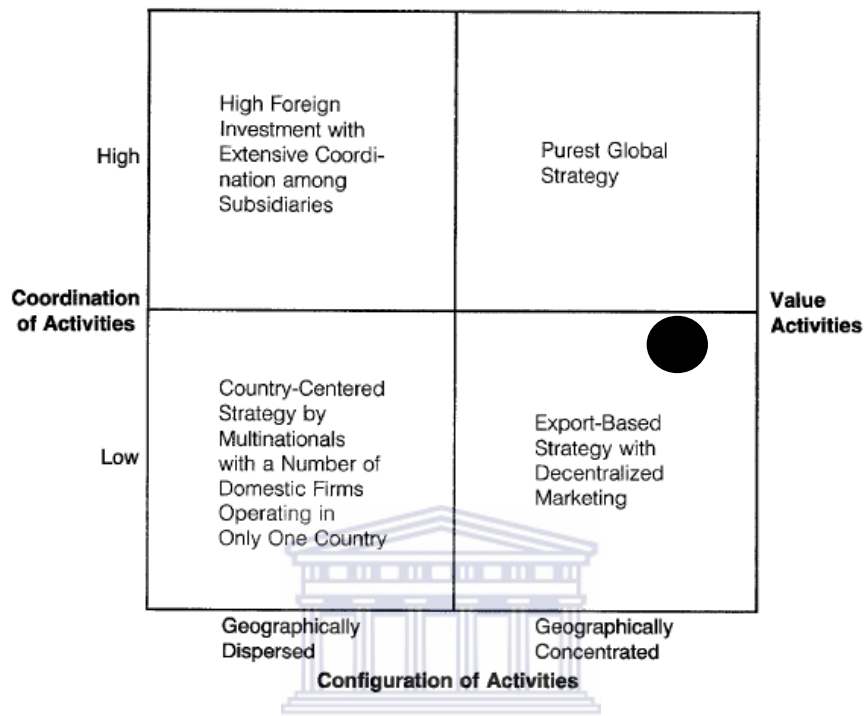 High Foreign
Investment with
Extensive Coordi-
nation among
Subsidiaries
Purest Global
Strategy
High
Coordination
of Activities
Value
Activities
Country-Centered
Strategy by
Multinationals
with a Number of
Domestic Firms
Operating in
Only One Country
Export-Based
Strategy with
Decentralized
Marketing
Low
Geographically
Dispersed
Geographically
Concentrated
Configuration of Activities